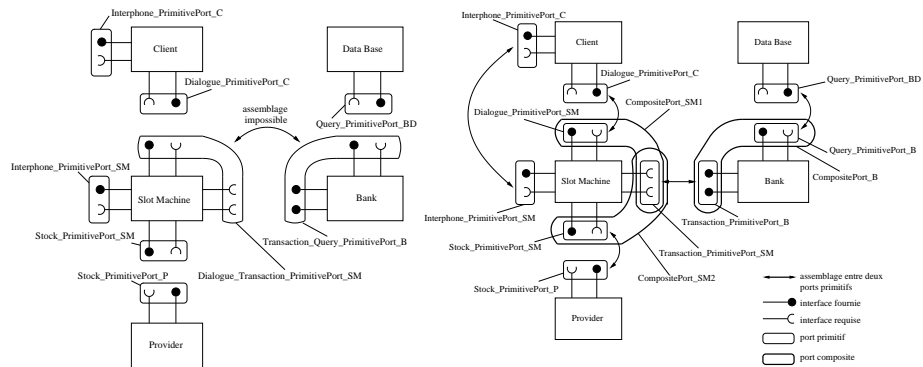 Interphone_PrimitivePort_C
Client
Data Base
Dialogue_PrimitivePort_C
assemblage
impossible
Query_PrimitivePort_BD
Interphone_PrimitivePort_SM
Slot Machine
Bank
Stock_PrimitivePort_SM
Transaction_Query_PrimitivePort_B
Stock_PrimitivePort_P
Dialogue_Transaction_PrimitivePort_SM
Provider
Interphone_PrimitivePort_C
Client
Data Base
Dialogue_PrimitivePort_C
Query_PrimitivePort_BD
Dialogue_PrimitivePort_SM
CompositePort_SM1
Query_PrimitivePort_B
Slot Machine
Bank
CompositePort_B
Interphone_PrimitivePort_SM
Transaction_PrimitivePort_B
Stock_PrimitivePort_SM
Transaction_PrimitivePort_SM
Stock_PrimitivePort_P
CompositePort_SM2
Provider
assemblage entre deux
ports primitifs
interface fournie
interface requise
port primitif
port composite